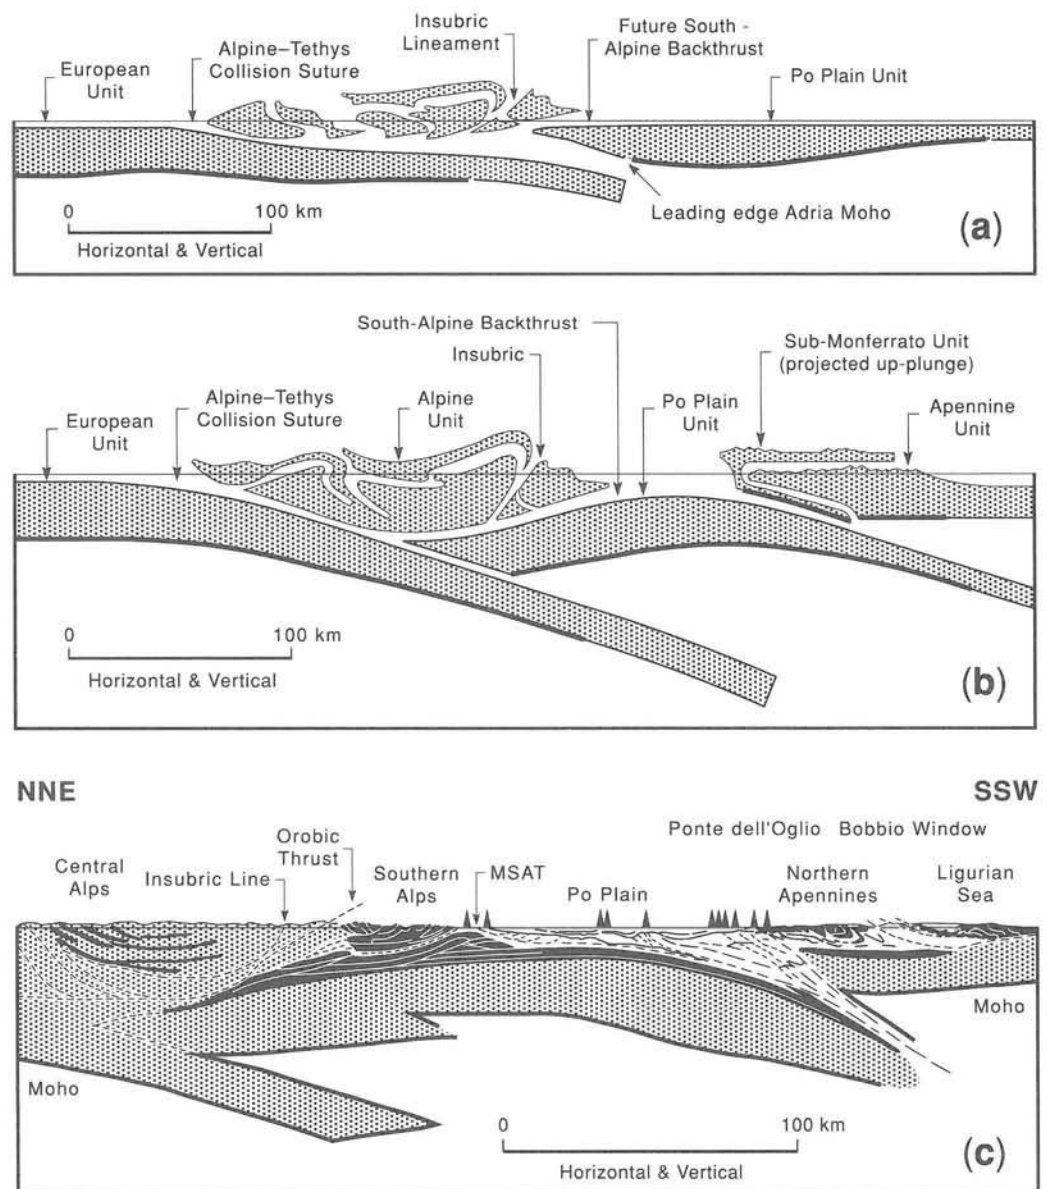 Insubric
Lineament
Future South -
Alpine Backthrust
Alpine–Tethys
Collision Suture
European
Unit
Po Plain Unit
Leading edge Adria Moho
0 100 km
Horizontal & Vertical
(a)
South-Alpine Backthrust
Insubric
Sub-Monferrato Unit
(projected up-plunge)
Alpine–Tethys
Collision Suture
Alpine
Unit
Po Plain
Unit
Apennine
Unit
European
Unit
0 100 km
Horizontal & Vertical
(b)
NNE SSW
Ponte dell'Oglio Bobbio Window
Orobic
Thrust
Central
Alps
Insubric Line
Southern
Alps
MSAT
Po Plain
Northern
Apennines
Ligurian
Sea
Moho
Moho
0 100 km
Horizontal & Vertical
(c)